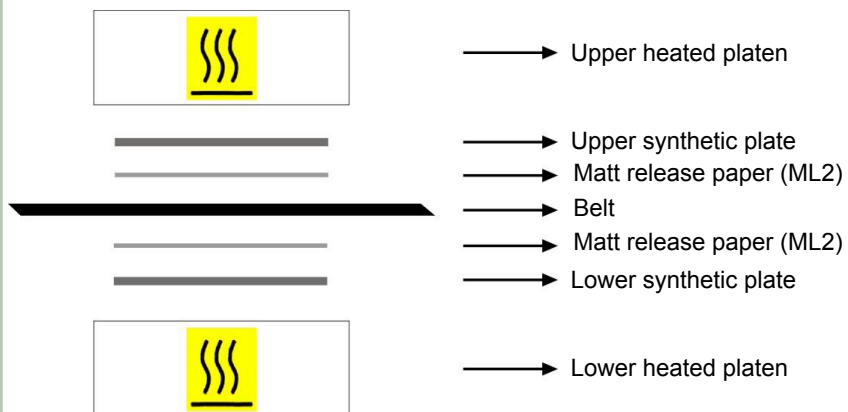 Upper heated platen
Upper synthetic plate
Matt release paper (ML2)
Belt
Matt release paper (ML2)
Lower synthetic plate
Lower heated platen